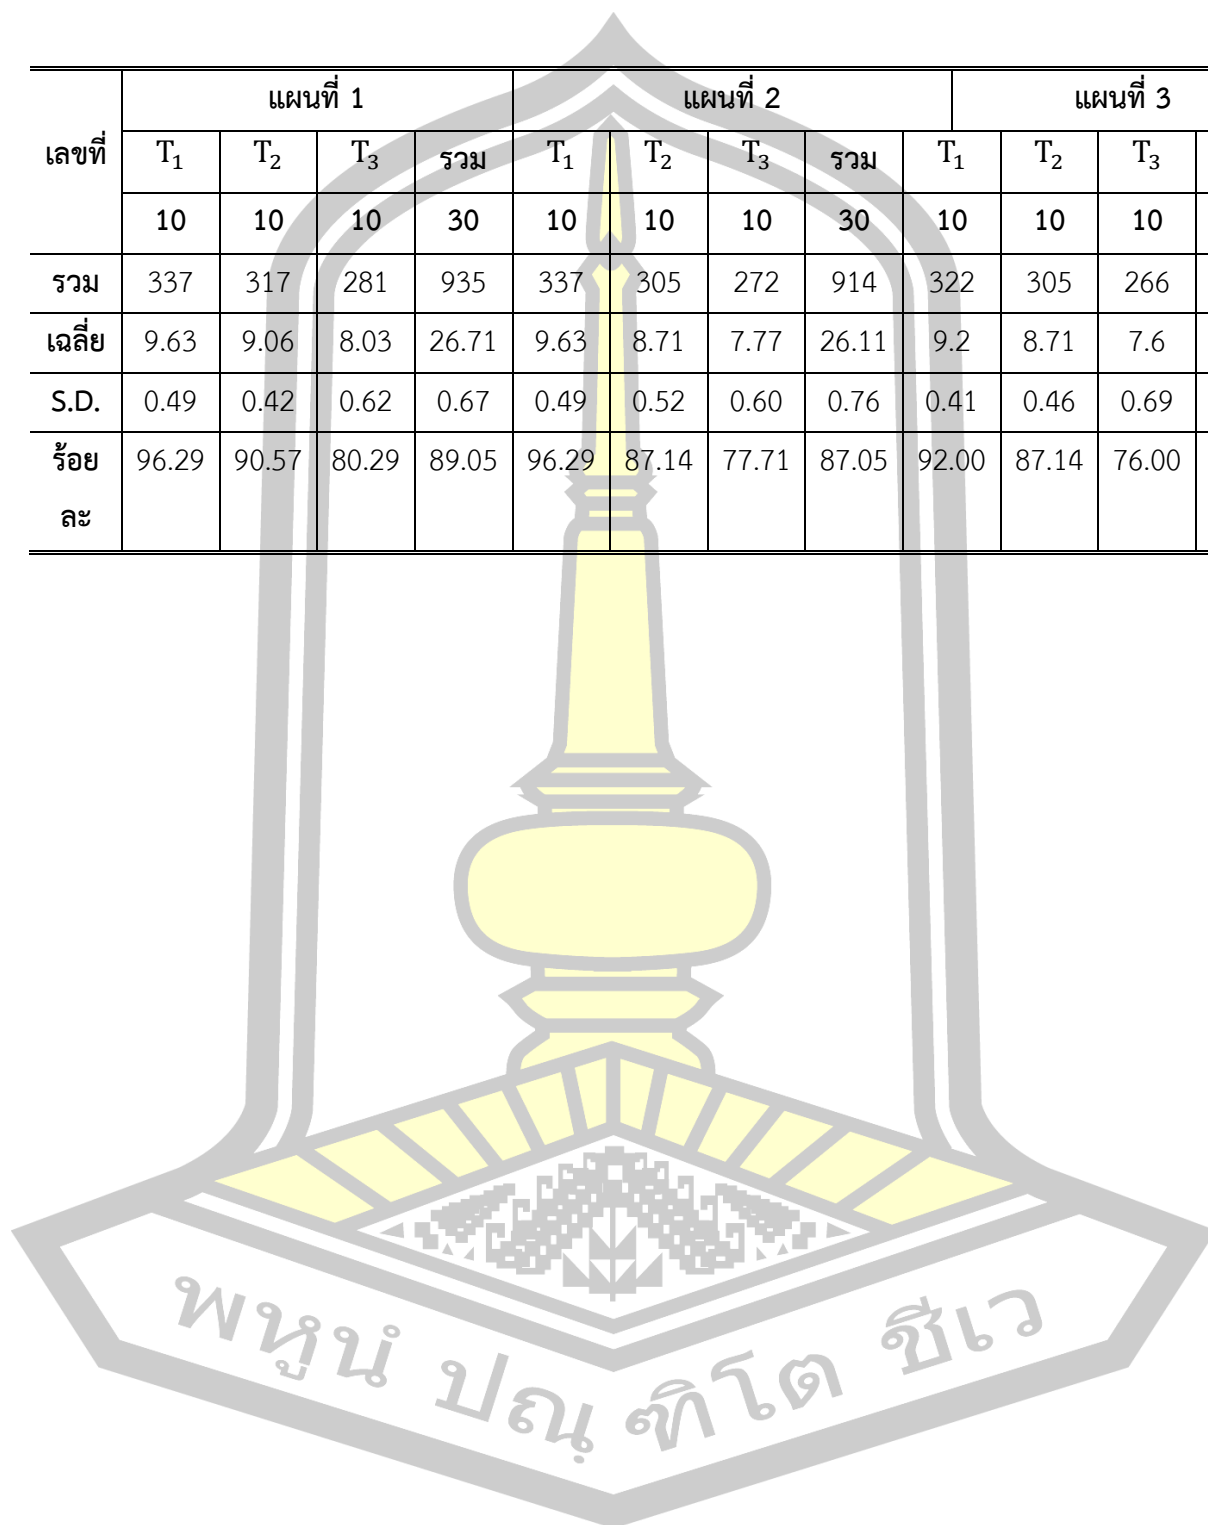 แผนที่ 1 แผนที่ 2 แผนที่ 3
เลขที่ T₁ T₂ T₃ รวม T₁ T₂ T₃ รวม T₁ T₂ T₃
10 10 10 30 10 10 10 30 10 10 10
รวม 337 317 281 935 337 305 272 914 322 305 266
เฉลี่ย 9.63 9.06 8.03 26.71 9.63 8.71 7.77 26.11 9.2 8.71 7.6
S.D. 0.49 0.42 0.62 0.67 0.49 0.52 0.60 0.76 0.41 0.46 0.69
ร้อย 96.29 90.57 80.29 89.05 96.29 87.14 77.71 87.05 92.00 87.14 76.00
ละ
พหูนํ ปณฺฑิโต ชีเว